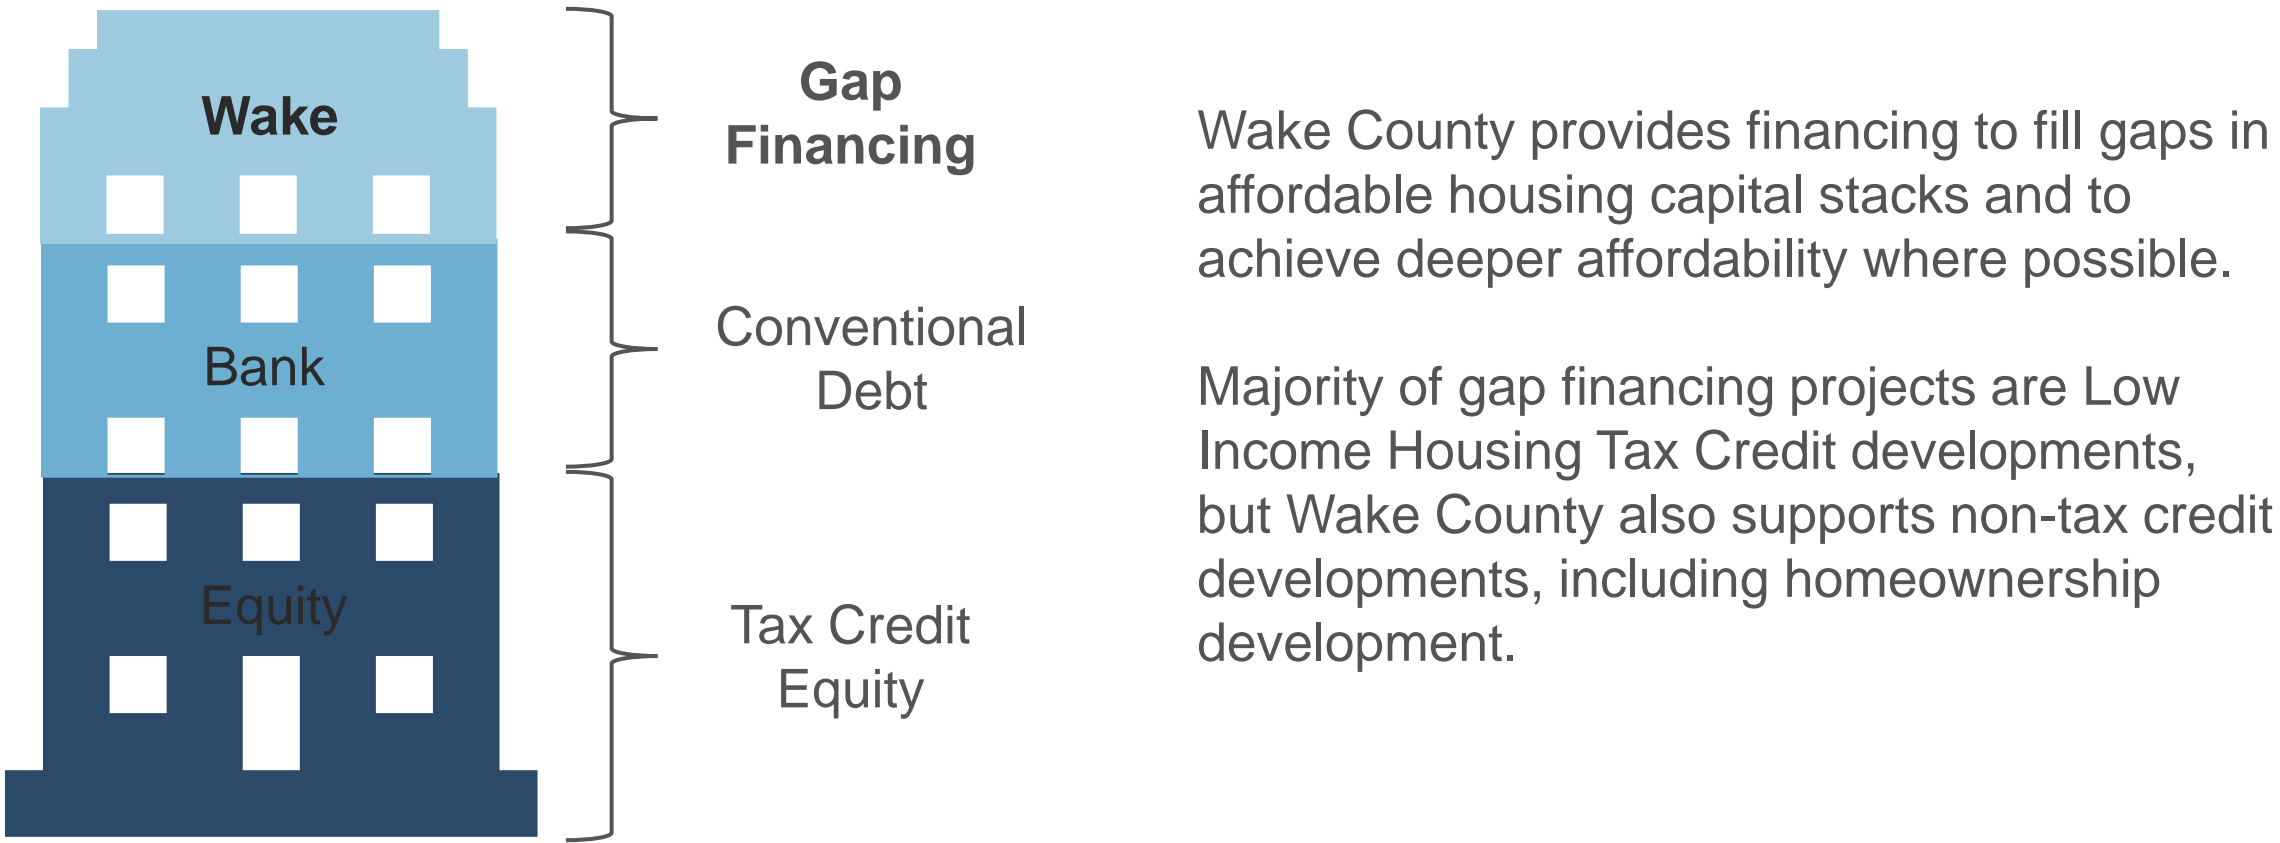 Wake
Bank
Equity
Gap
Financing
Conventional
Debt
Tax Credit
Equity
Wake County provides financing to fill gaps in
affordable housing capital stacks and to
achieve deeper affordability where possible.
Majority of gap financing projects are Low
Income Housing Tax Credit developments,
but Wake County also supports non-tax credit
developments, including homeownership
development.